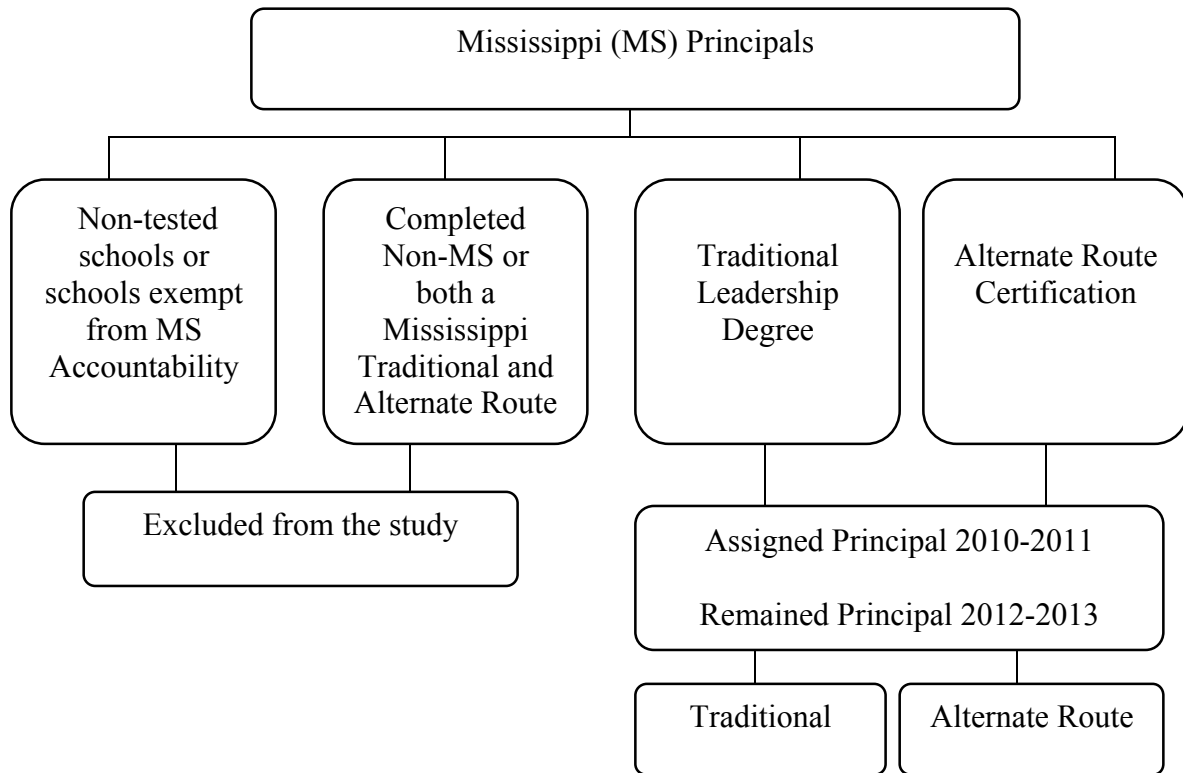 Mississippi (MS) Principals
Non-tested
schools or
schools exempt
from MS
Accountability
Completed
Non-MS or
both a
Mississippi
Traditional and
Alternate Route
Traditional
Leadership
Degree
Alternate Route
Certification
Excluded from the study
Assigned Principal 2010-2011
Remained Principal 2012-2013
Traditional
Alternate Route